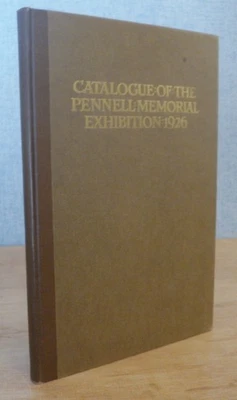 CATALOGUE·OF·THE
PENNELL·MEMORIAL
EXHIBITION·1926